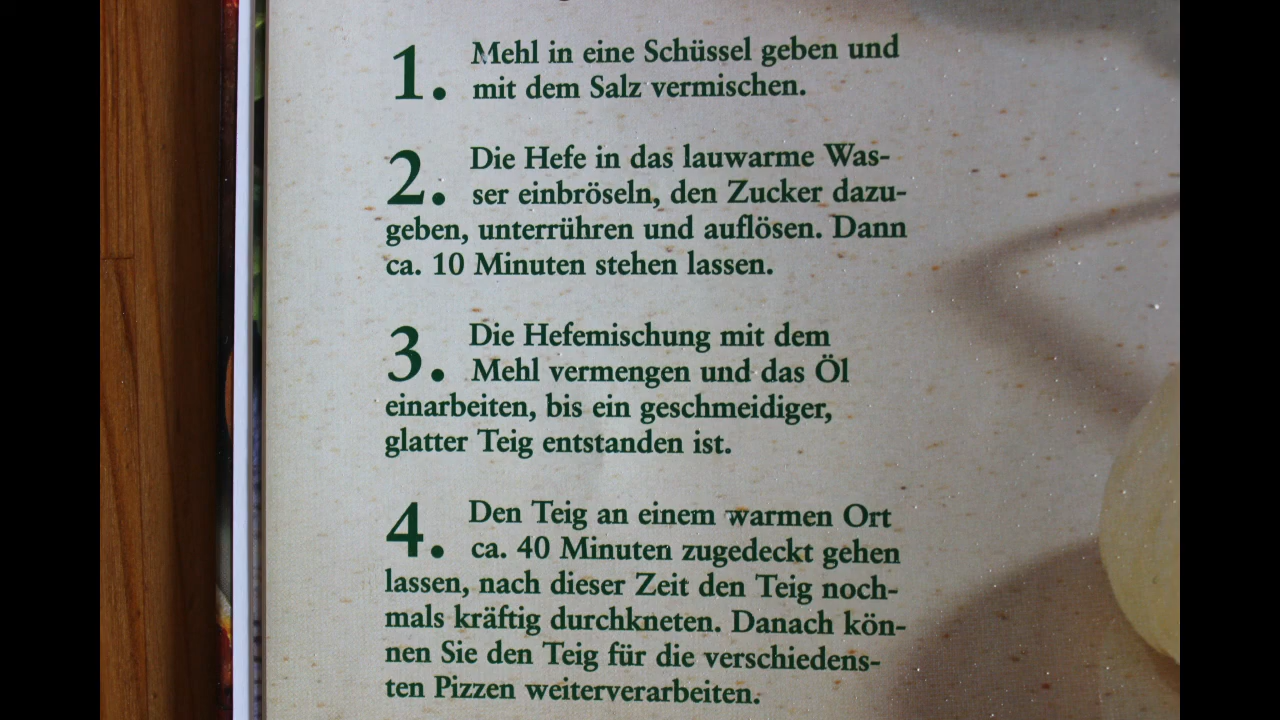 1. Mehl in eine Schüssel geben und
mit dem Salz vermischen.
2. Die Hefe in das lauwarme Was-
ser einbröseln, den Zucker dazu-
geben, unterrühren und auflösen. Dann
ca. 10 Minuten stehen lassen.
3. Die Hefemischung mit dem
Mehl vermengen und das Öl
einarbeiten, bis ein geschmeidiger,
glatter Teig entstanden ist.
4. Den Teig an einem warmen Ort
ca. 40 Minuten zugedeckt gehen
lassen, nach dieser Zeit den Teig noch-
mals kräftig durchkneten. Danach kön-
nen Sie den Teig für die verschiedens-
ten Pizzen weiterverarbeiten.